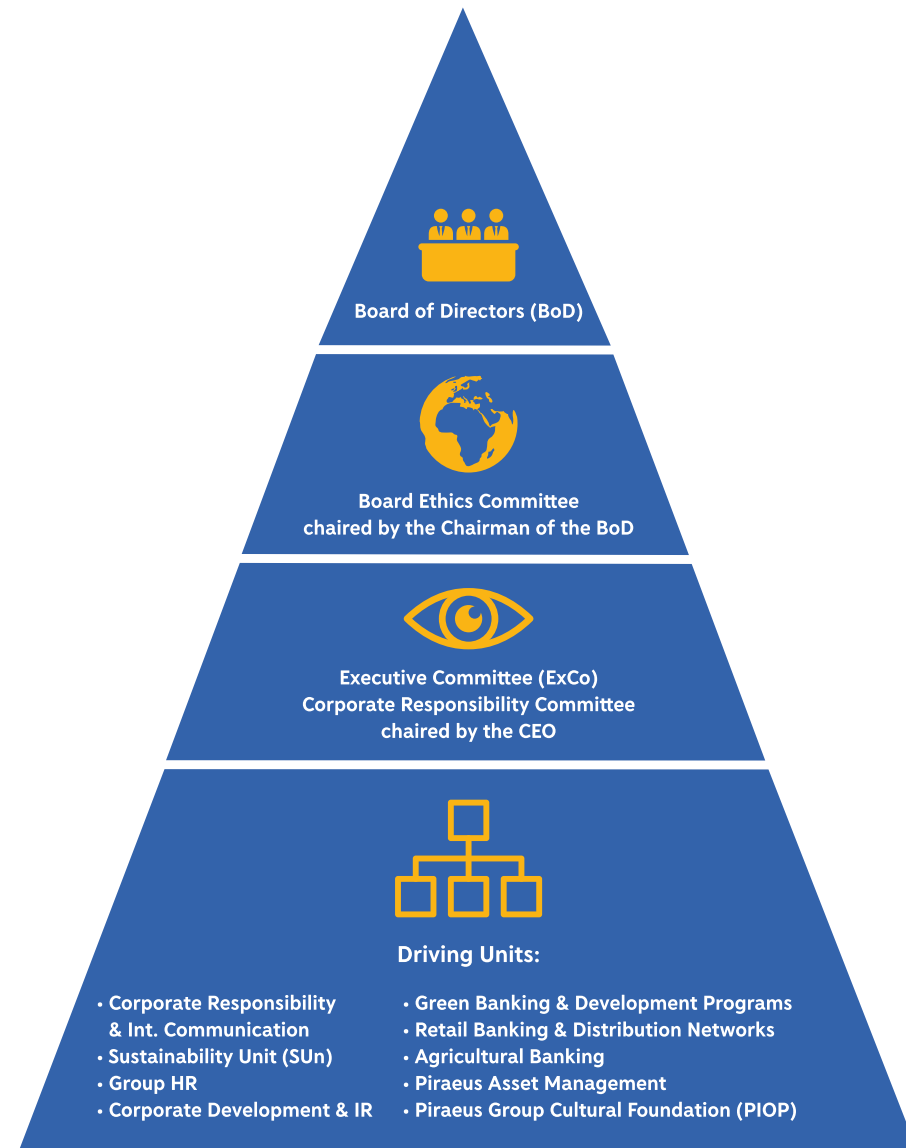 Board of Directors (BoD)
Board Ethics Committee
chaired by the Chairman of the BoD
Executive Committee (ExCo)
Corporate Responsibility Committee
chaired by the CEO
Driving Units:
• Corporate Responsibility
& Int. Communication
• Sustainability Unit (SUn)
• Group HR
• Corporate Development & IR
• Green Banking & Development Programs
• Retail Banking & Distribution Networks
• Agricultural Banking
• Piraeus Asset Management
• Piraeus Group Cultural Foundation (PIOP)